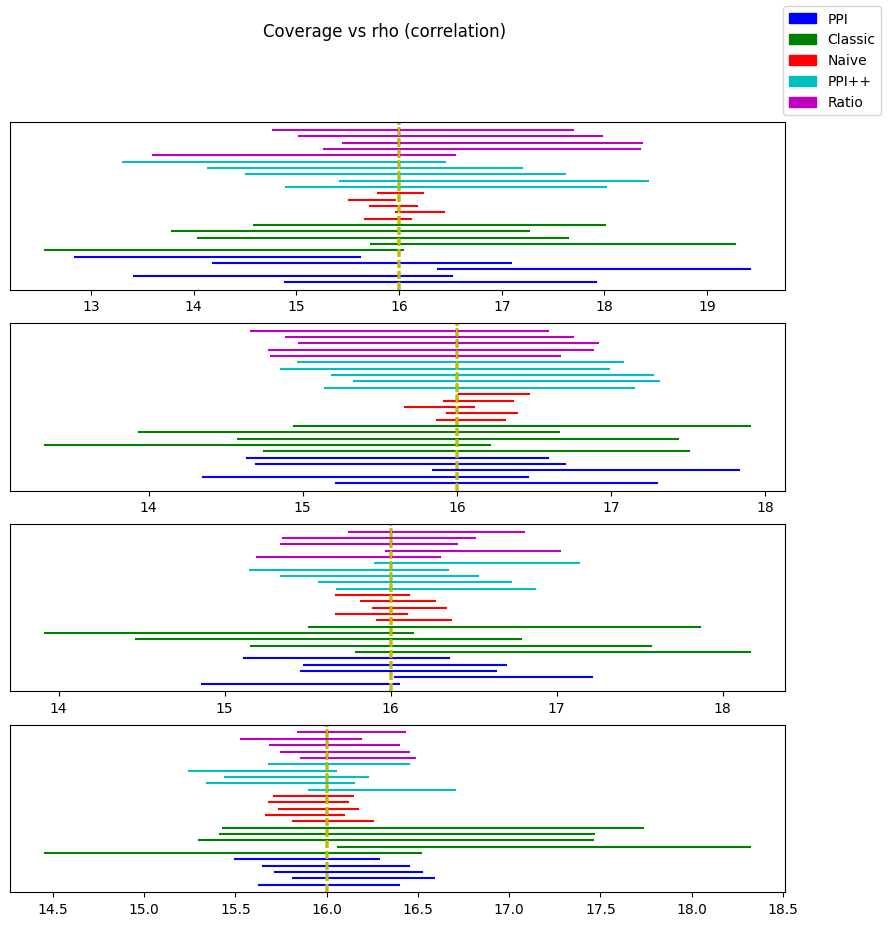 Coverage vs rho (correlation)
PPI
Classic
Naive
PPI++
Ratio
13 14 15 16 17 18 19
14 15 16 17 18
14 15 16 17 18
14.5 15.0 15.5 16.0 16.5 17.0 17.5 18.0 18.5